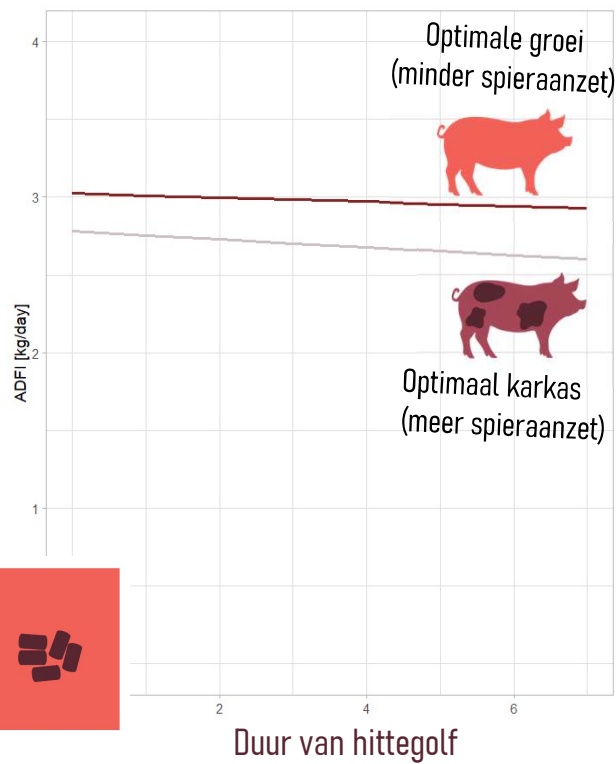 Optimale groei
(minder spieraanzet)
4
3
ADFI [kg/day]
2
Optimaal karkas
(meer spieraanzet)
1
2
4
6
Duur van hittegolf